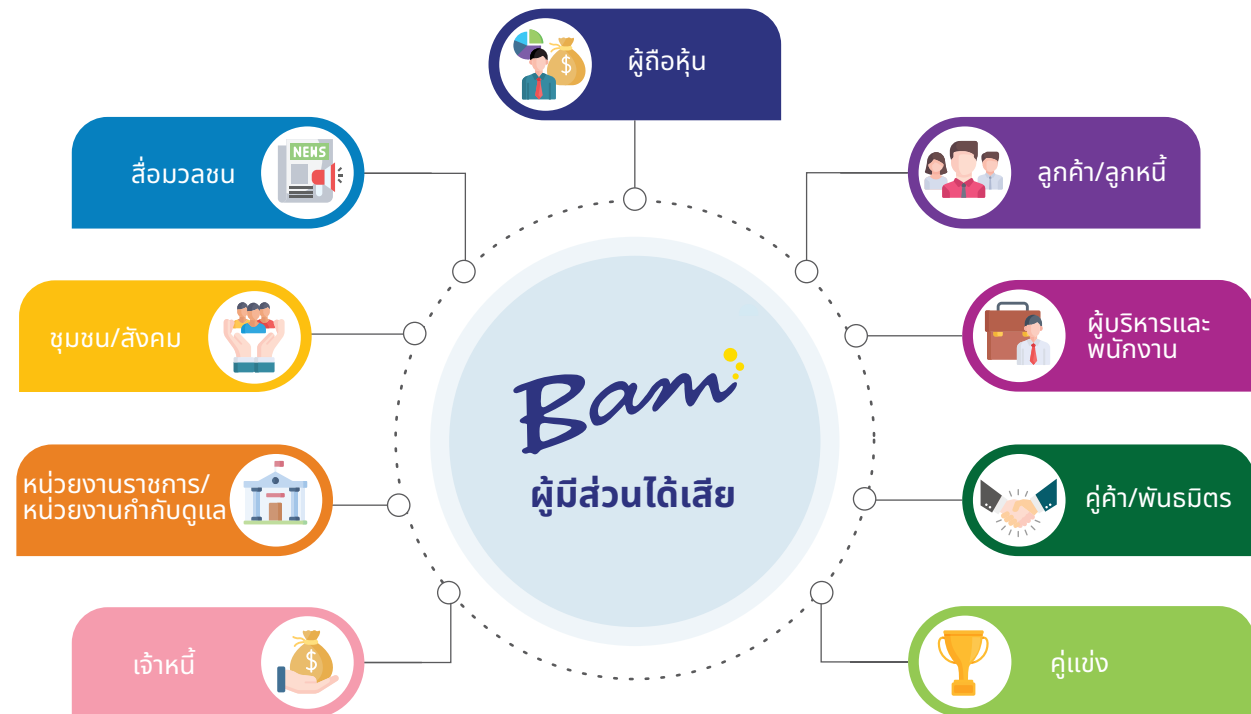 ผู้ถือหุ้น
สื่อมวลชน
NEWS
ลูกค้า/ลูกหนี้
ชุมชน/สังคม
ผู้บริหารและ
พนักงาน
Bam
ผู้มีส่วนได้เสีย
หน่วยงานราชการ/
หน่วยงานกำกับดูแล
คู่ค้า/พันธมิตร
เจ้าหนี้
คู่แข่ง
$
$